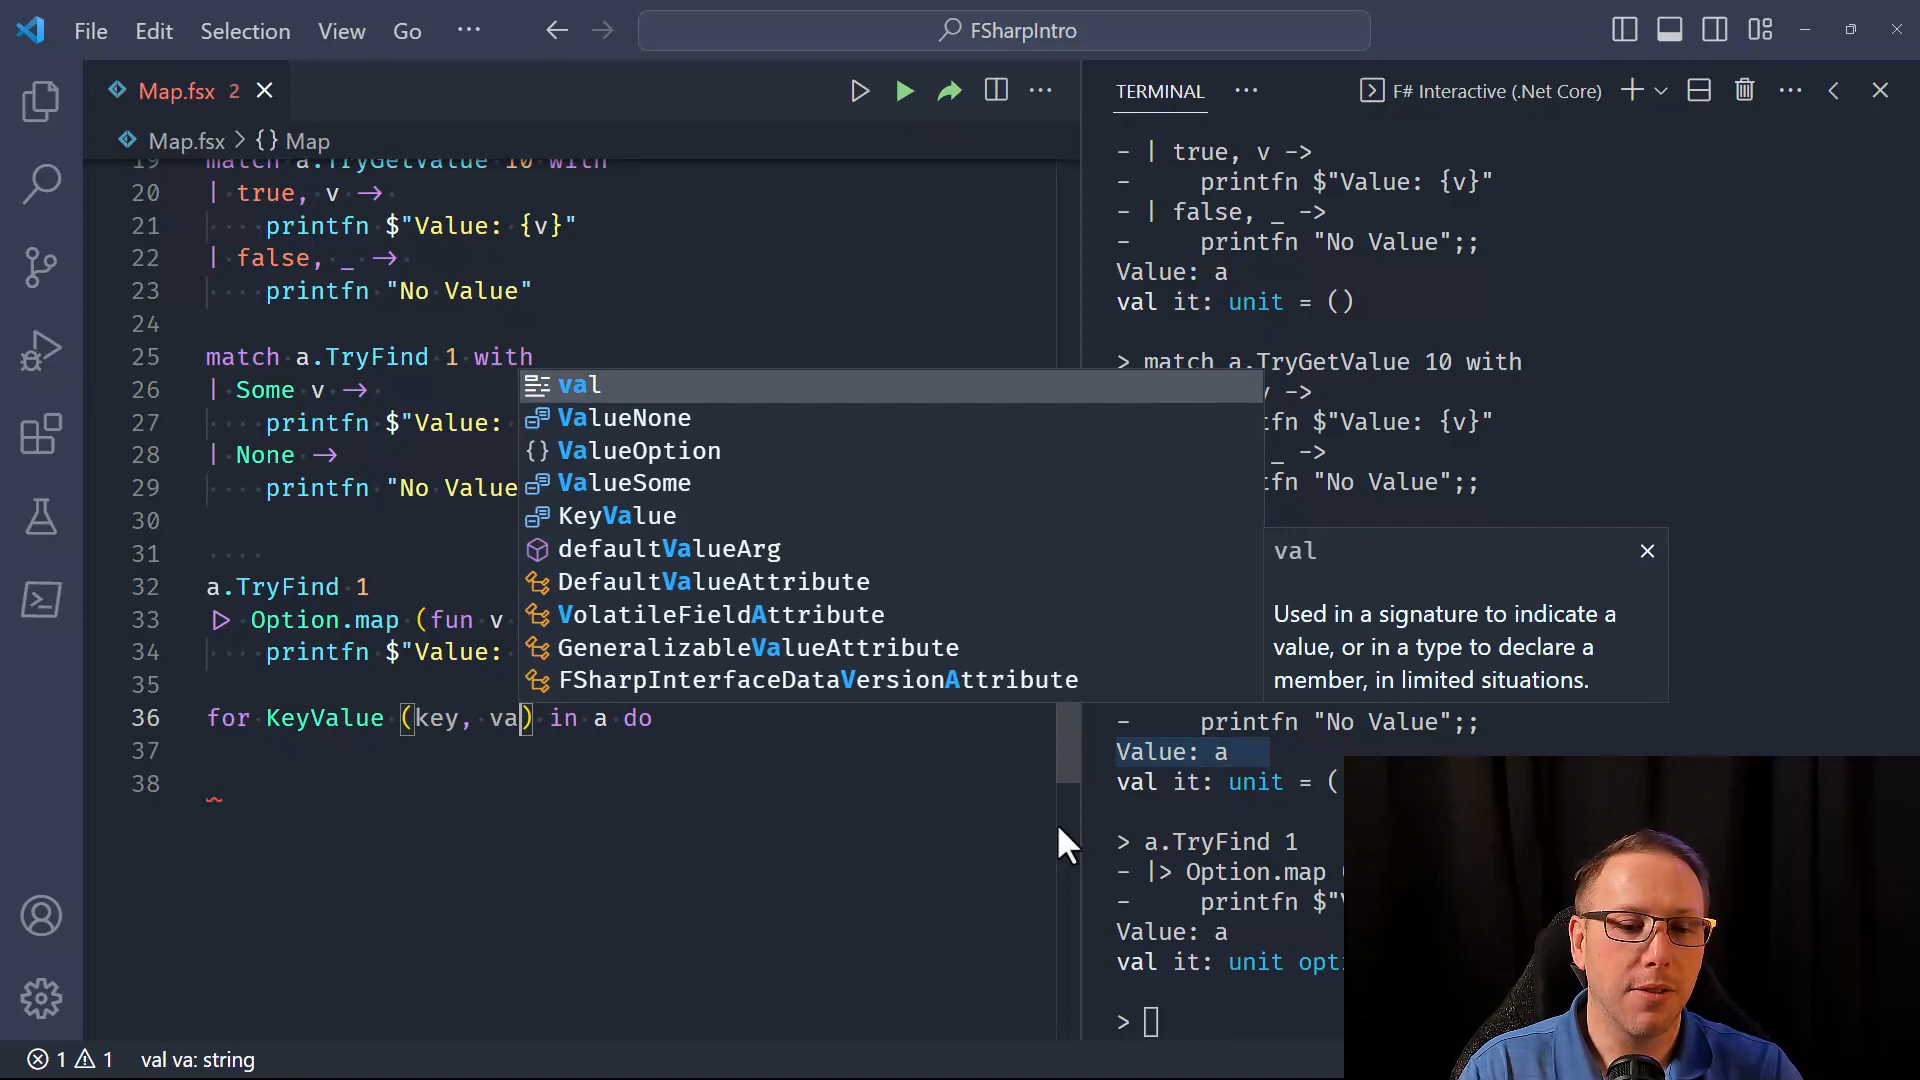 File Edit Selection View Go ··· FSharpIntro
Map.fsx 2
Map.fsx > {} Map
19 match a.TryGetValue 10 with
20 | true, v ->
21 printfn $"Value: {v}"
22 | false, _ ->
23 printfn "No Value"
24
25 match a.TryFind 1 with
26 | Some v ->
27 printfn $"Value:
28 | None ->
29 printfn "No Value
30
31
32 a.TryFind 1
33 |> Option.map (fun v
34 printfn $"Value:
35
36 for KeyValue (key, va) in a do
37
38
val
ValueNone
ValueOption
ValueSome
KeyValue
defaultValueArg
DefaultValueAttribute
VolatileFieldAttribute
GeneralizableValueAttribute
FSharpInterfaceDataVersionAttribute
val
Used in a signature to indicate a
value, or in a type to declare a
member, in limited situations.
TERMINAL ··· F# Interactive (.Net Core)
- | true, v ->
- printfn $"Value: {v}"
- | false, _ ->
- printfn "No Value";;
Value: a
val it: unit = ()
> match a.TryGetValue 10 with
v ->
tfn $"Value: {v}"
_ ->
tfn "No Value";;
- printfn "No Value";;
Value: a
val it: unit = (
> a.TryFind 1
- |> Option.map
- printfn $"
Value: a
val it: unit opti
>
1 1 val va: string